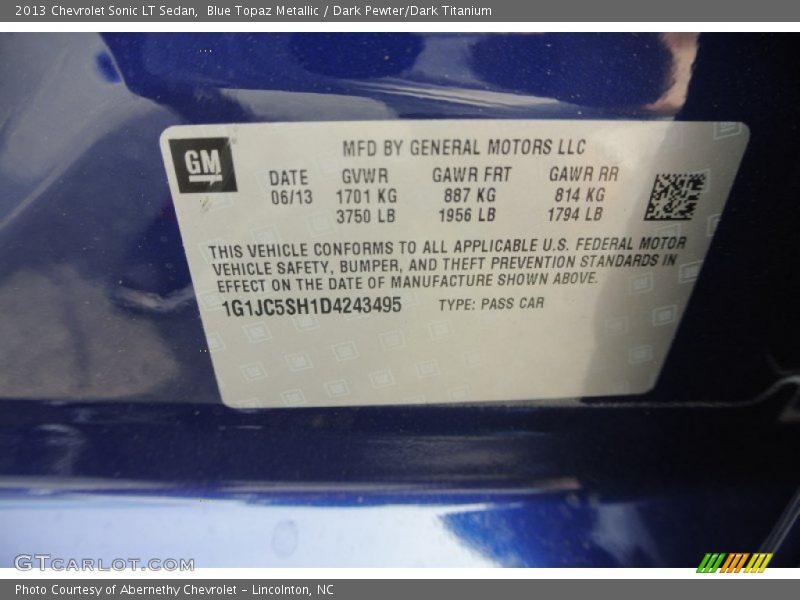 2013 Chevrolet Sonic LT Sedan,  Blue Topaz Metallic / Dark Pewter/Dark Titanium
GM
MFD BY GENERAL MOTORS LLC
DATE GVWR GAWR FRT GAWR RR
06/13 1701 KG 887 KG 814 KG
3750 LB 1956 LB 1794 LB
THIS VEHICLE CONFORMS TO ALL APPLICABLE U.S. FEDERAL MOTOR
VEHICLE SAFETY, BUMPER, AND THEFT PREVENTION STANDARDS IN
EFFECT ON THE DATE OF MANUFACTURE SHOWN ABOVE.
1G1JC5SH1D4243495 TYPE: PASS CAR
GTCARLOT.COM
Photo Courtesy of Abernethy Chevrolet - Lincolnton, NC